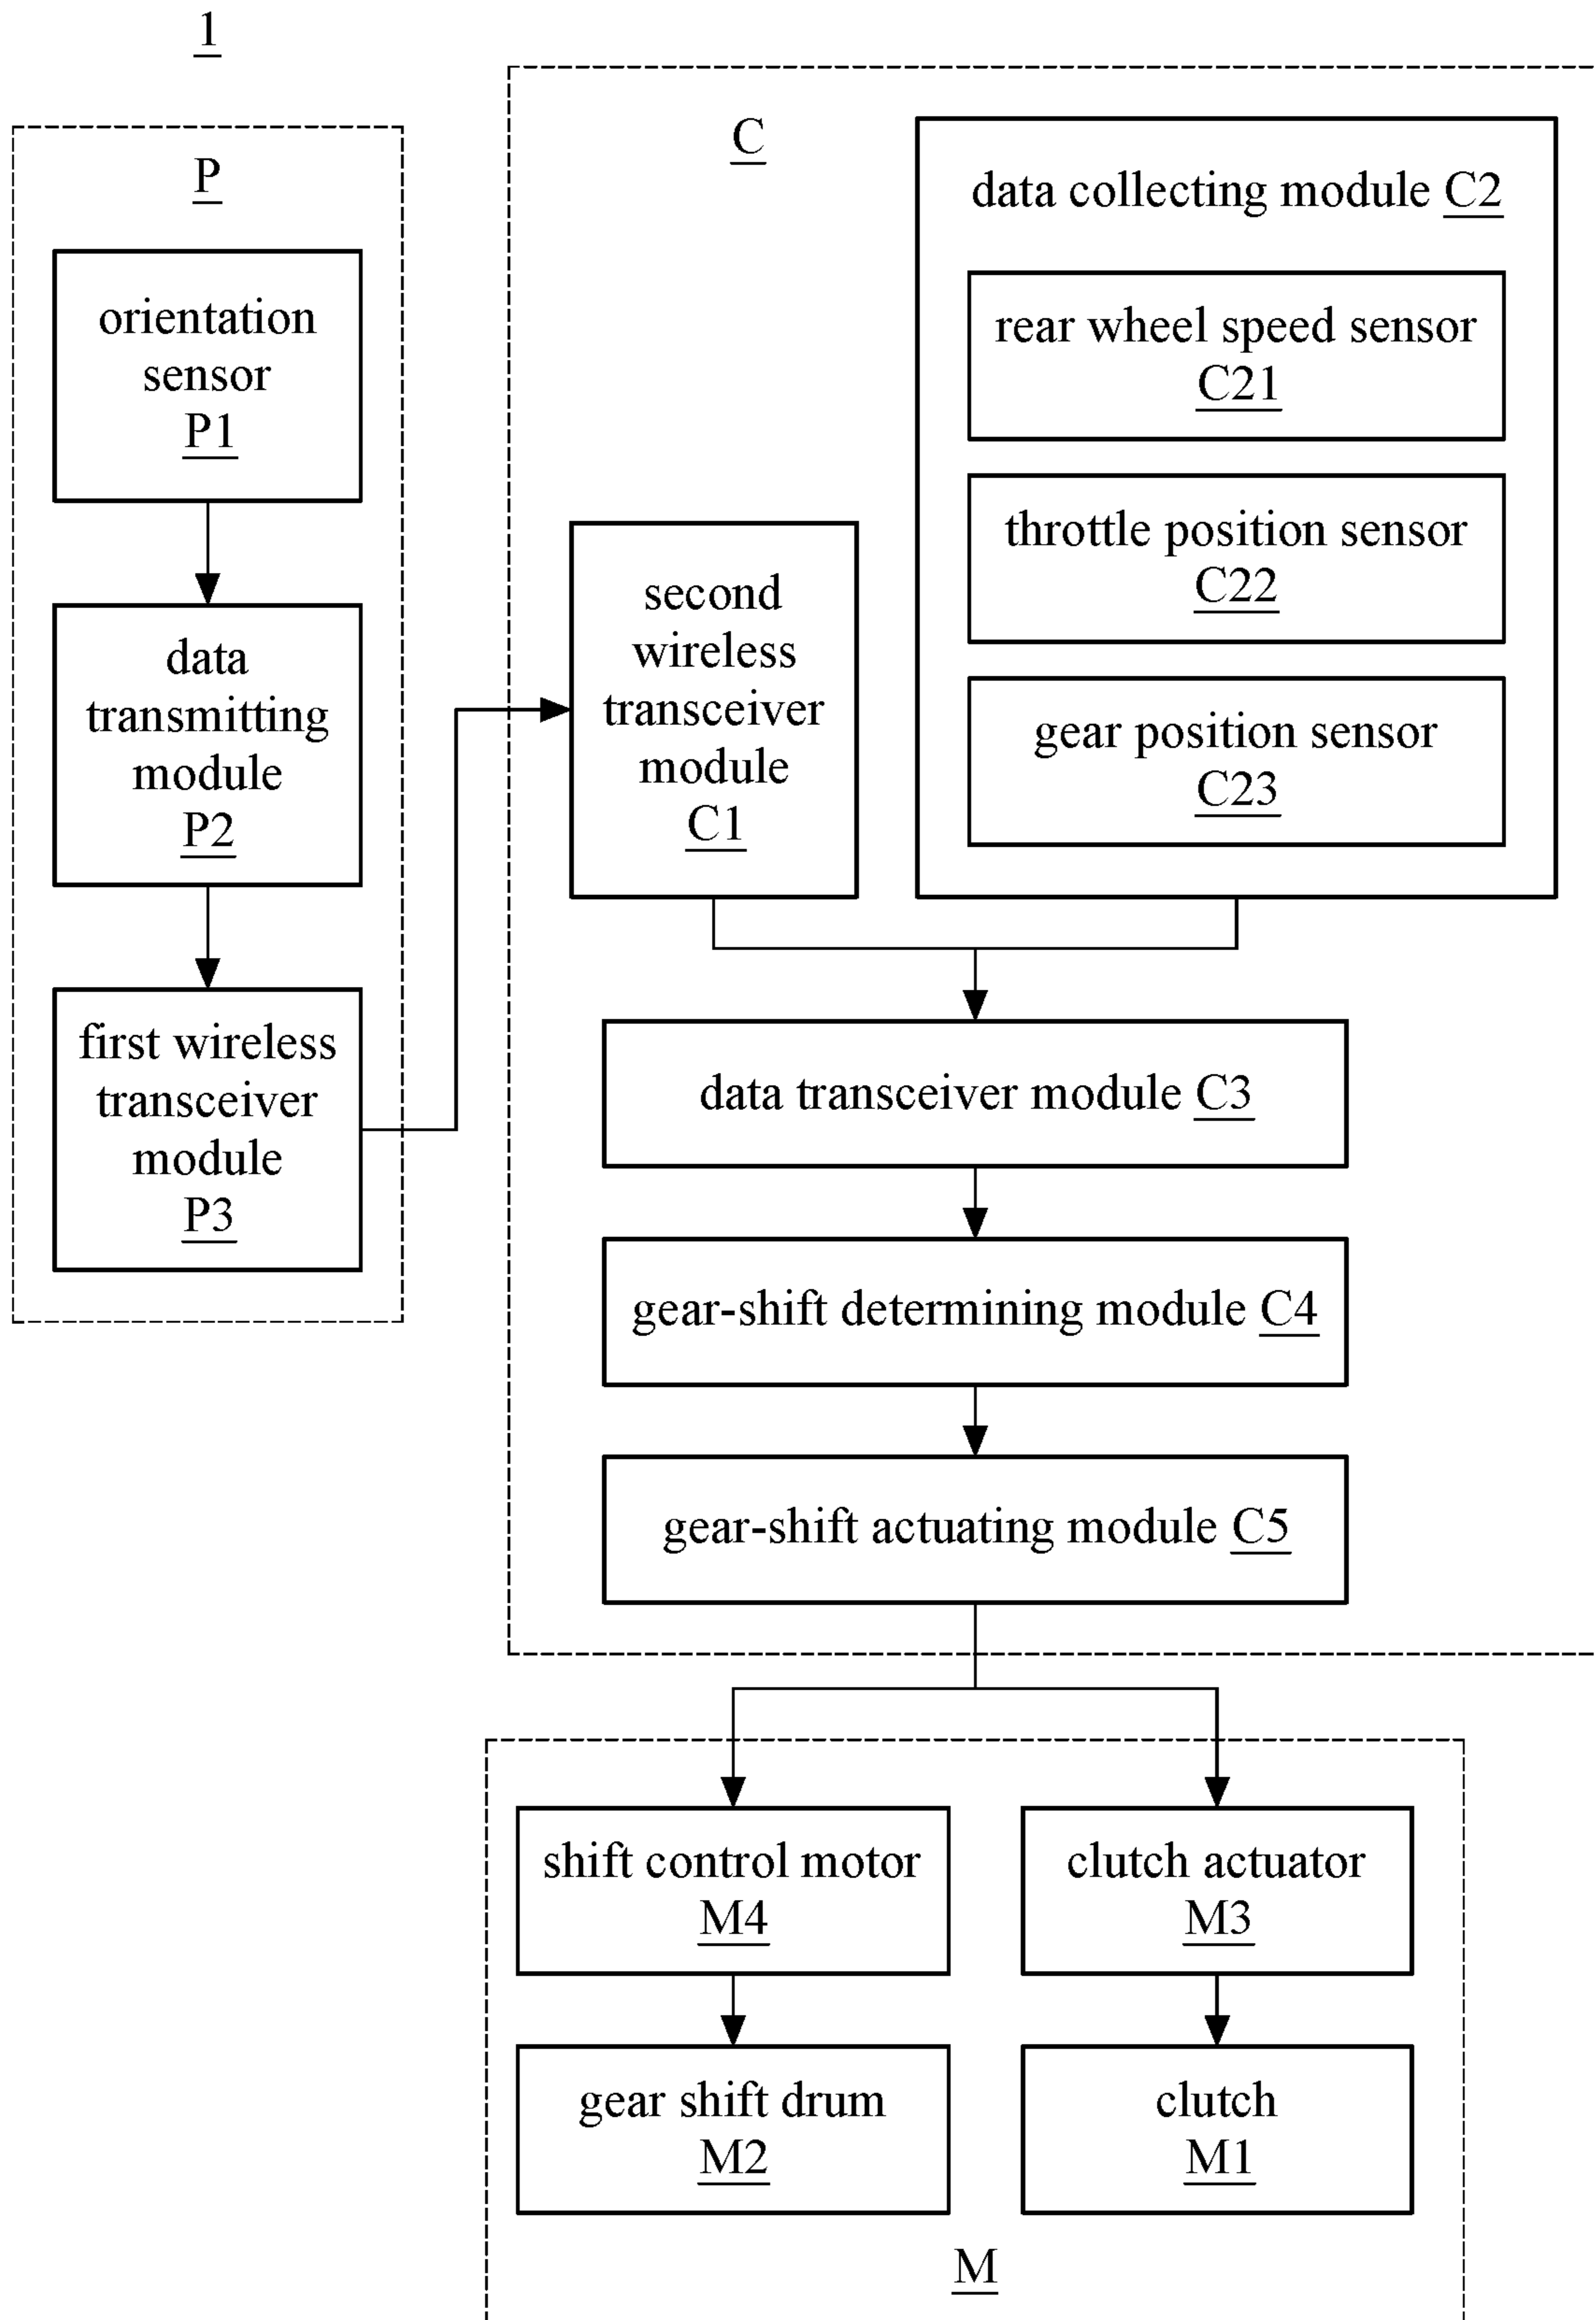 1
P
orientation
sensor
P1
data
transmitting
module
P2
first wireless
transceiver
module
P3
C
second
wireless
transceiver
module
C1
data collecting module C2
rear wheel speed sensor
C21
throttle position sensor
C22
gear position sensor
C23
data transceiver module C3
gear-shift determining module C4
gear-shift actuating module C5
shift control motor
M4
clutch actuator
M3
gear shift drum
M2
clutch
M1
M